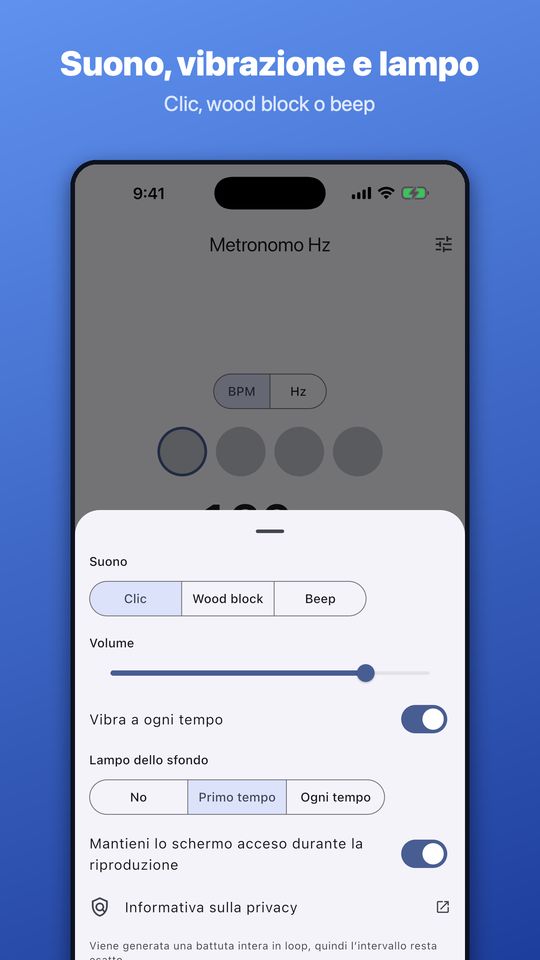 Suono, vibrazione e lampo
Clic, wood block o beep
9:41
Metronomo Hz
BPM
Hz
Suono
Clic
Wood block
Beep
Volume
Vibra a ogni tempo
Lampo dello sfondo
No
Primo tempo
Ogni tempo
Mantieni lo schermo acceso durante la
riproduzione
Informativa sulla privacy
Viene generata una battuta intera in loop, quindi l'intervallo resta